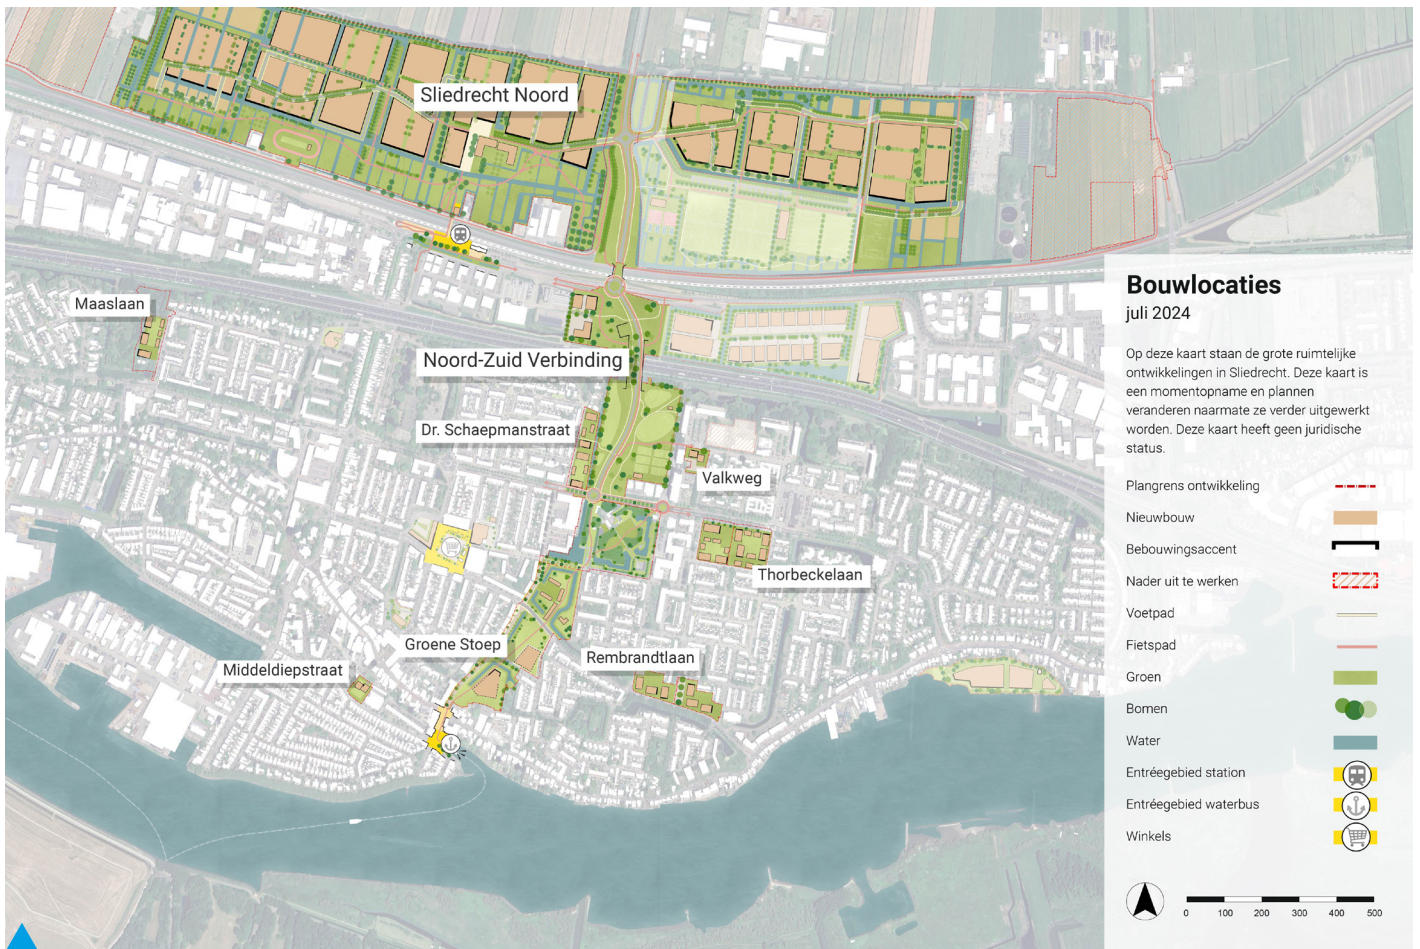 Sliedrecht Noord
Maaslaan
Noord-Zuid Verbinding
Dr. Schaepmanstraat
Valkweg
Thorbeckelaan
Groene Stoep
Rembrandtlaan
Middeldiepstraat
Bouwlocaties
juli 2024
Op deze kaart staan de grote ruimtelijke
ontwikkelingen in Sliedrecht. Deze kaart is
een momentopname en plannen
veranderen naarmate ze verder uitgewerkt
worden. Deze kaart heeft geen juridische
status.
Plangrens ontwikkeling
Nieuwbouw
Bebouwingsaccent
Nader uit te werken
Voetpad
Fietspad
Groen
Bomen
Water
Entréegebied station
Entréegebied waterbus
Winkels
0 100 200 300 400 500